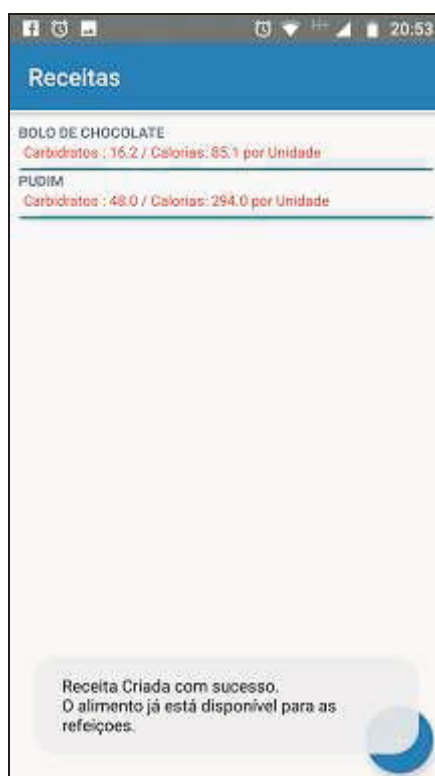 20:53
Receitas
BOLO DE CHOCOLATE
Carbidratos : 16.2 / Calorias: 85.1 por Unidade
PUDIM
Carbidratos : 48.0 / Calorias: 294.0 por Unidade
Receita Criada com sucesso.
O alimento já está disponível para as
refeiçoes.